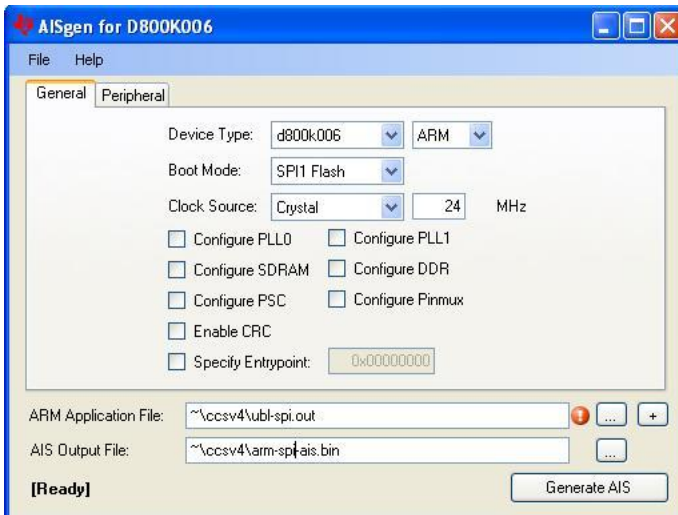 AISgen for D800K006
File Help
General Peripheral
Device Type: d800k006 ARM
Boot Mode: SPI1 Flash
Clock Source: Crystal 24 MHz
Configure PLL0 Configure PLL1
Configure SDRAM Configure DDR
Configure PSC Configure Pinmux
Enable CRC
Specify Entrypoint: 0x00000000
ARM Application File: ~\ccsv4\ubl-spi.out ... +
AIS Output File: ~\ccsv4\arm-spi-ais.bin ...
[Ready] Generate AIS